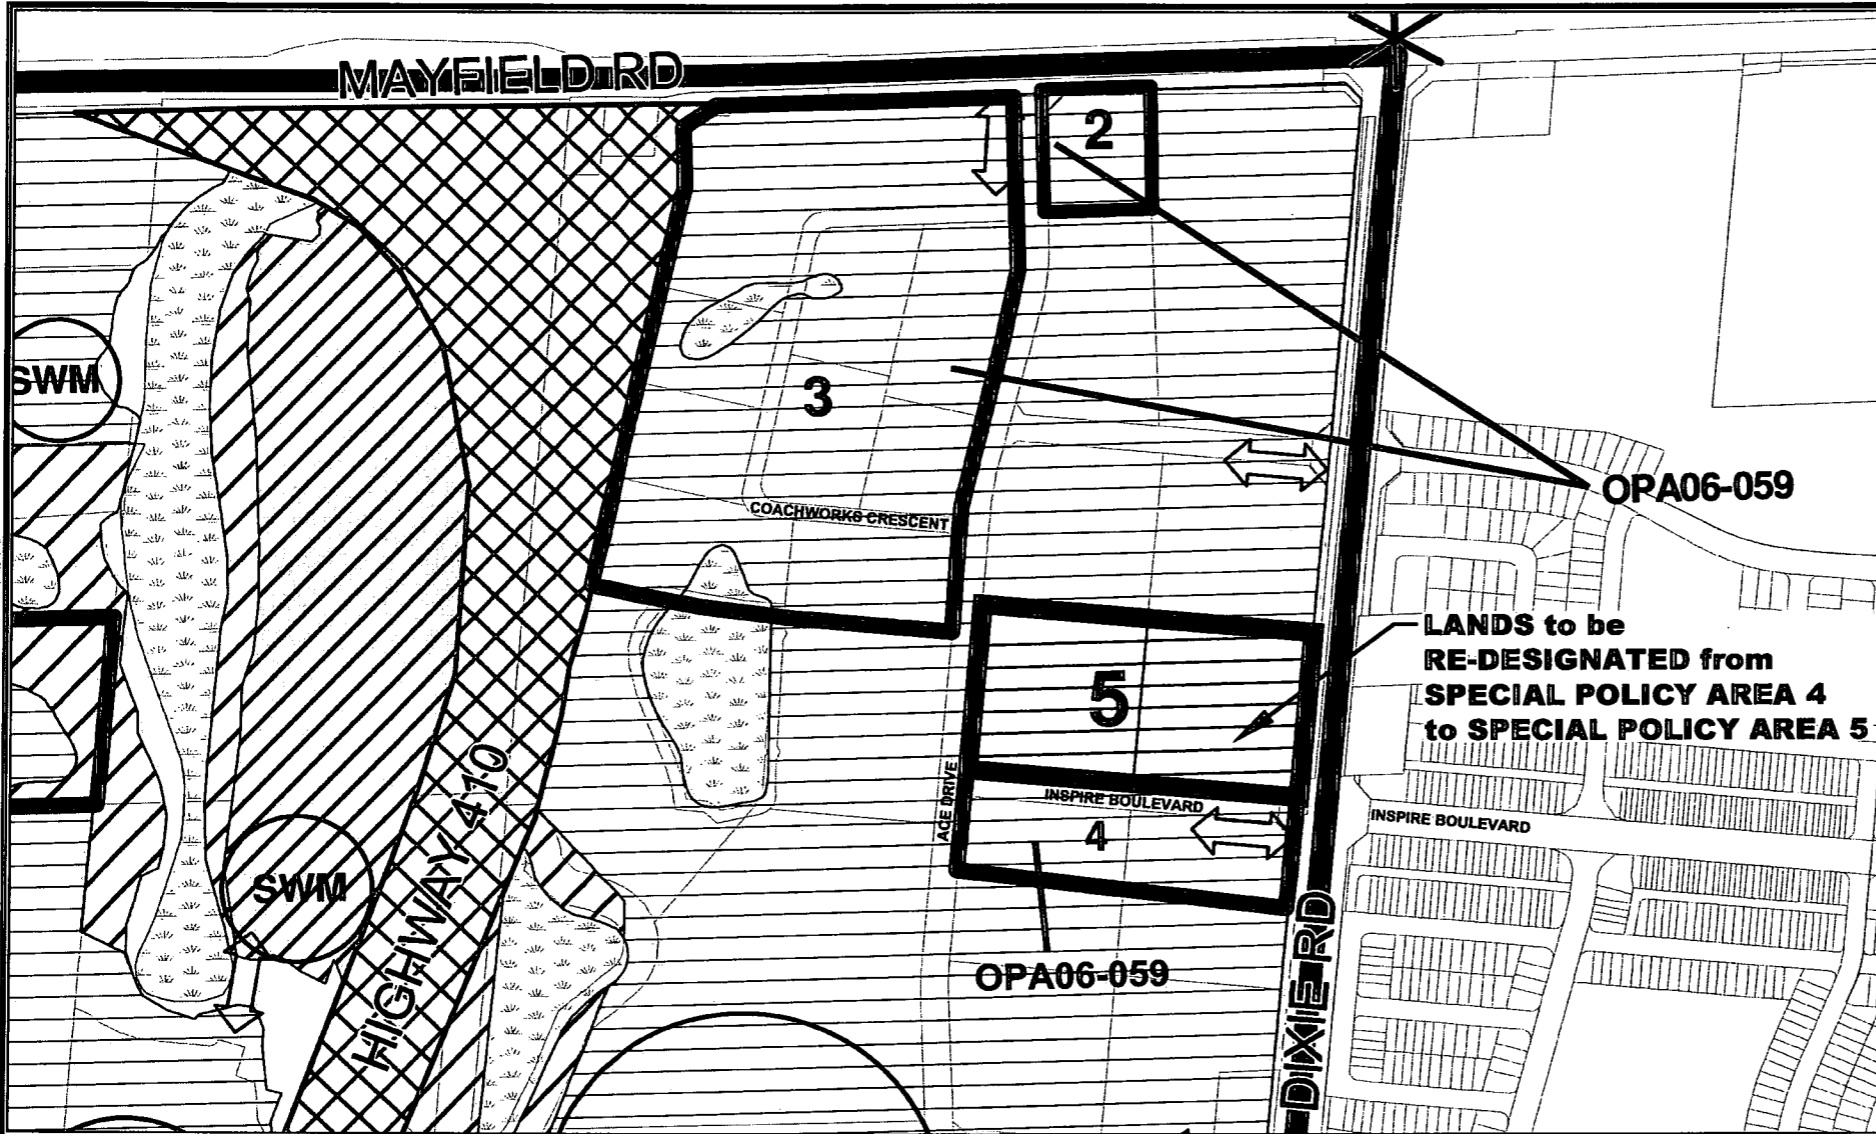 MAYFIELD RD
2
SWM
3
OPA06-059
COACHWORKS CRESCENT
LANDS to be
RE-DESIGNATED from
SPECIAL POLICY AREA 4
to SPECIAL POLICY AREA 5
5
ACE DRIVE
INSPIRE BOULEVARD
4
INSPIRE BOULEVARD
HIGHWAY 410
SWM
OPA06-059
DIXIE RD